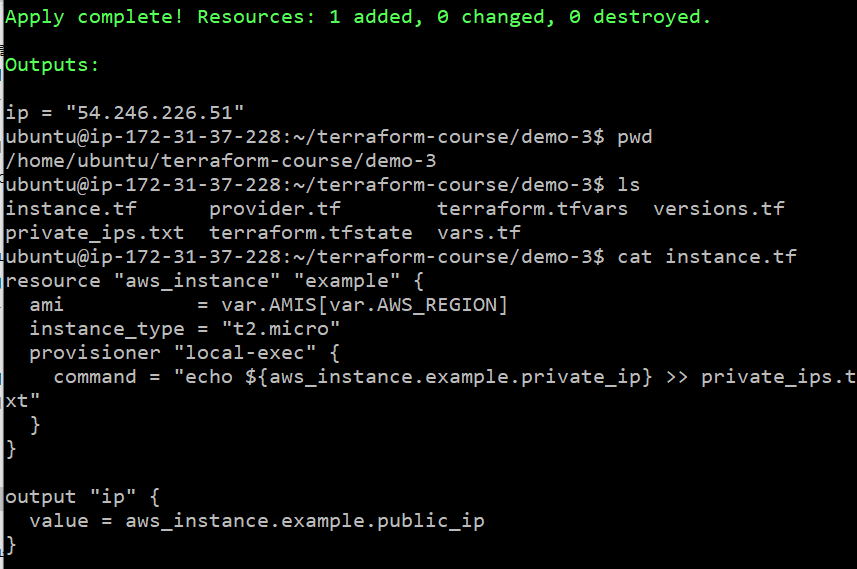 Apply complete! Resources: 1 added, 0 changed, 0 destroyed.
Outputs:
ip = "54.246.226.51"
ubuntu@ip-172-31-37-228:~/terraform-course/demo-3$ pwd
/home/ubuntu/terraform-course/demo-3
ubuntu@ip-172-31-37-228:~/terraform-course/demo-3$ ls
instance.tf      provider.tf        terraform.tfvars  versions.tf
private_ips.txt  terraform.tfstate  vars.tf
ubuntu@ip-172-31-37-228:~/terraform-course/demo-3$ cat instance.tf
resource "aws_instance" "example" {
  ami           = var.AMIS[var.AWS_REGION]
  instance_type = "t2.micro"
  provisioner "local-exec" {
    command = "echo ${aws_instance.example.private_ip} >> private_ips.t
xt"
  }
}
output "ip" {
  value = aws_instance.example.public_ip
}